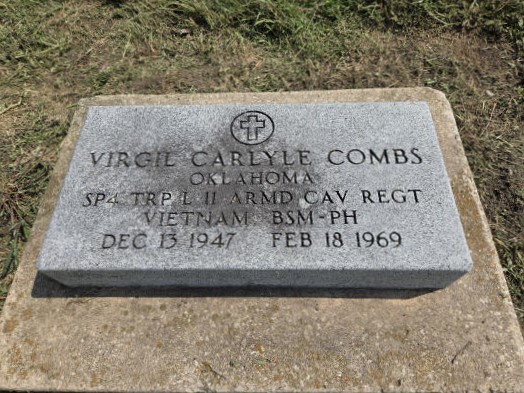 VIRGIL CARLYLE COMBS
OKLAHOMA
SP4 TRP L 11 ARMD CAV REGT
VIETNAM BSM-PH
DEC 13 1947 FEB 18 1969